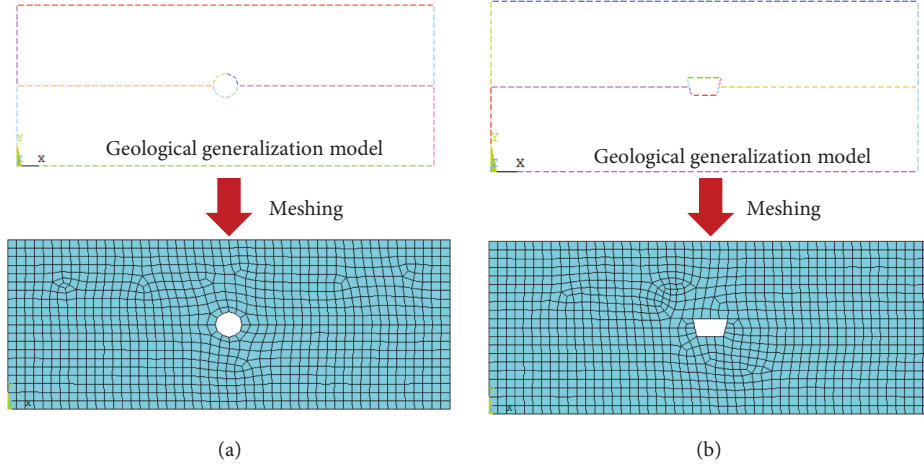 Y
X
Geological generalization model
Meshing
X
(a)
Y
X
Geological generalization model
Meshing
X
(b)